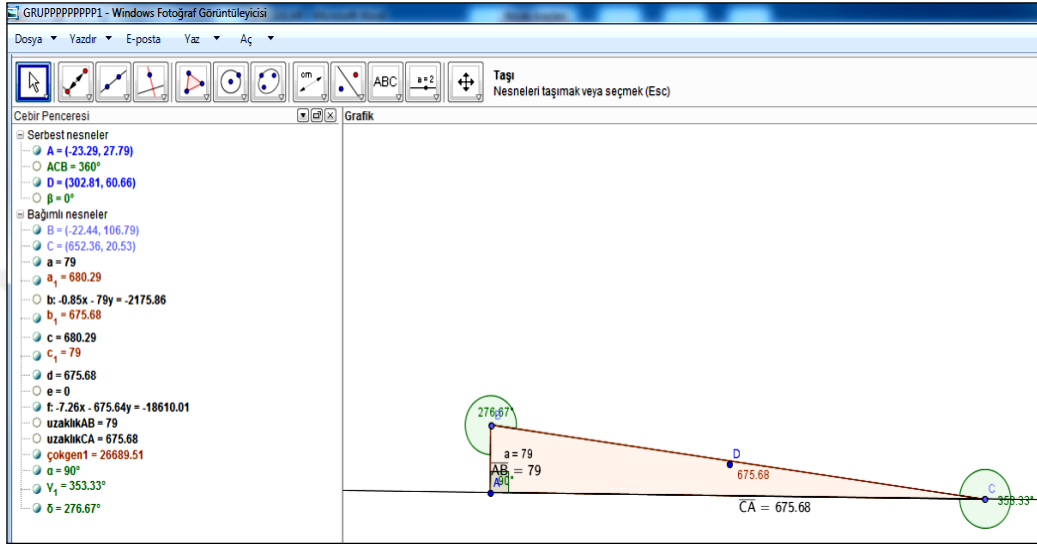 GRUPPPPPPPPP1 - Windows Fotoğraf Görüntüleyicisi
Dosya Yazdır E-posta Yaz Aç
cm ABC a=2 Taşı
Nesneleri taşımak veya seçmek (Esc)
Cebir Penceresi
Grafik
Serbest nesneler
A = (-23.29, 27.79)
ACB = 360°
D = (302.81, 60.66)
β = 0°
Bağımlı nesneler
B = (-22.44, 106.79)
C = (652.36, 20.53)
a = 79
a₁ = 680.29
b: -0.85x - 79y = -2175.86
b₁ = 675.68
c = 680.29
c₁ = 79
d = 675.68
e = 0
f: -7.26x - 675.64y = -18610.01
uzaklıkAB = 79
uzaklıkCA = 675.68
çokgen1 = 26689.51
α = 90°
γ₁ = 353.33°
δ = 276.67°
276.67°
B
a = 79
AB = 79
A
90°
D
675.68
CA = 675.68
C
353.33°